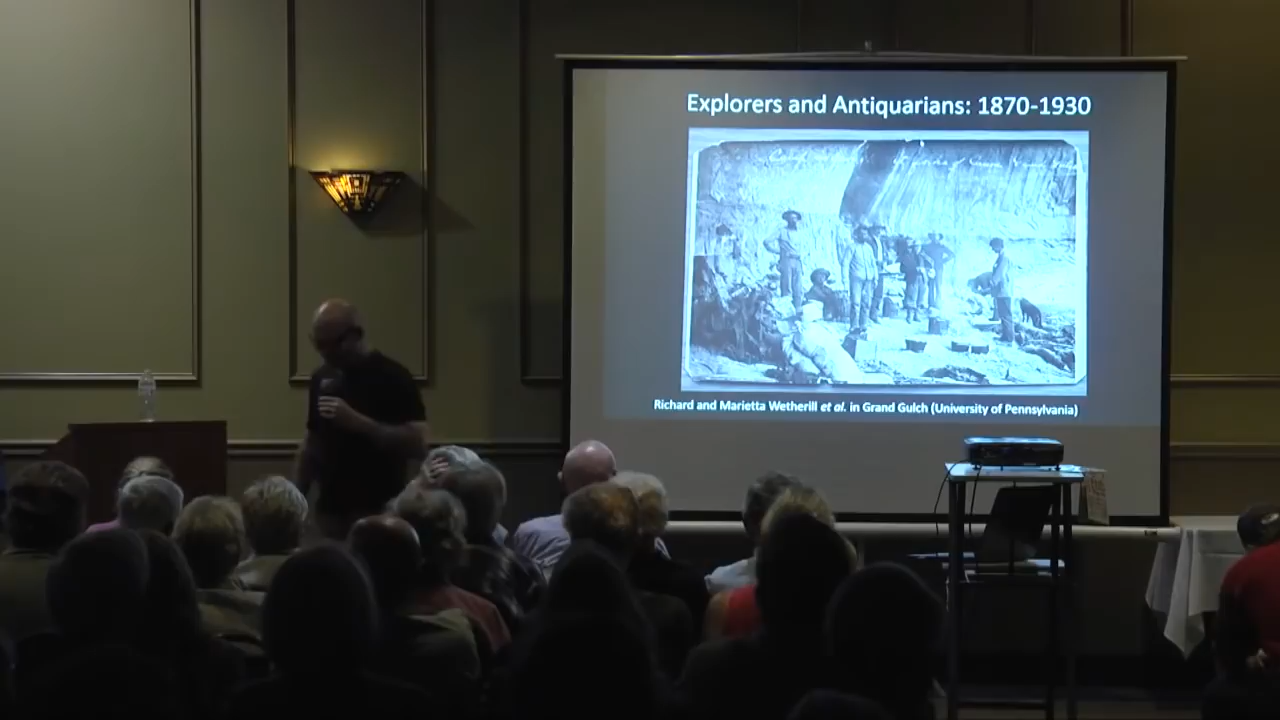 Explorers and Antiquarians: 1870-1930
Richard and Marietta Wetherill et al. in Grand Gulch (University of Pennsylvania)